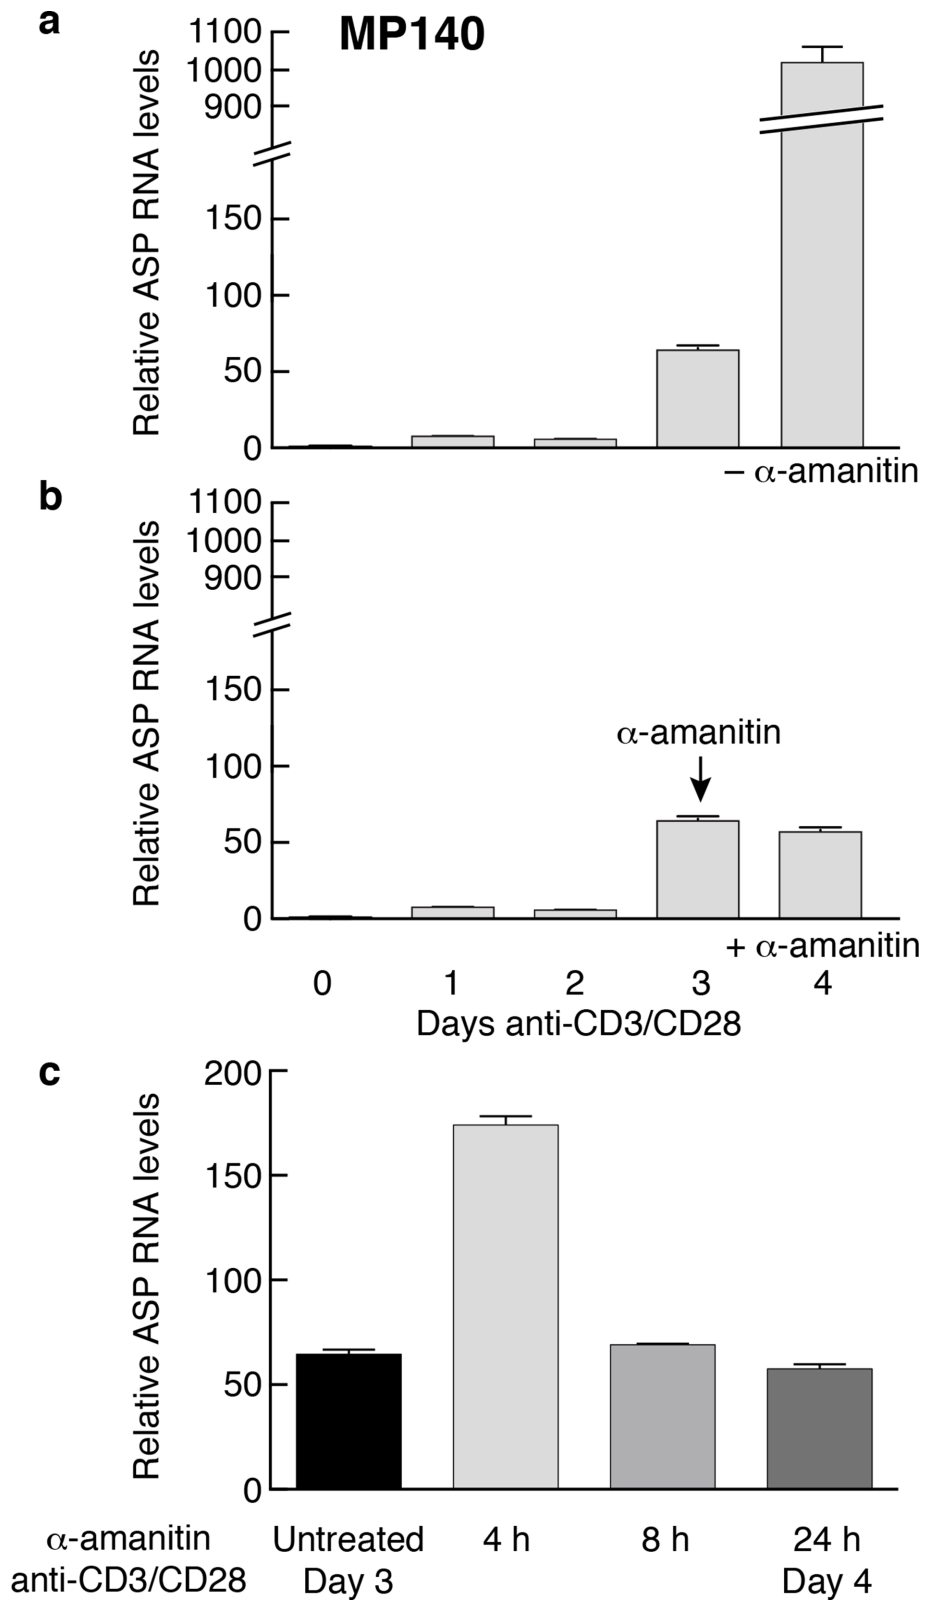 a
MP140
Relative ASP RNA levels
1100
1000
900
150
100
50
0
– α-amanitin
b
Relative ASP RNA levels
1100
1000
900
150
100
50
0
α-amanitin
+ α-amanitin
0 1 2 3 4
Days anti-CD3/CD28
c
Relative ASP RNA levels
200
150
100
50
0
α-amanitin Untreated 4 h 8 h 24 h
anti-CD3/CD28 Day 3 Day 4